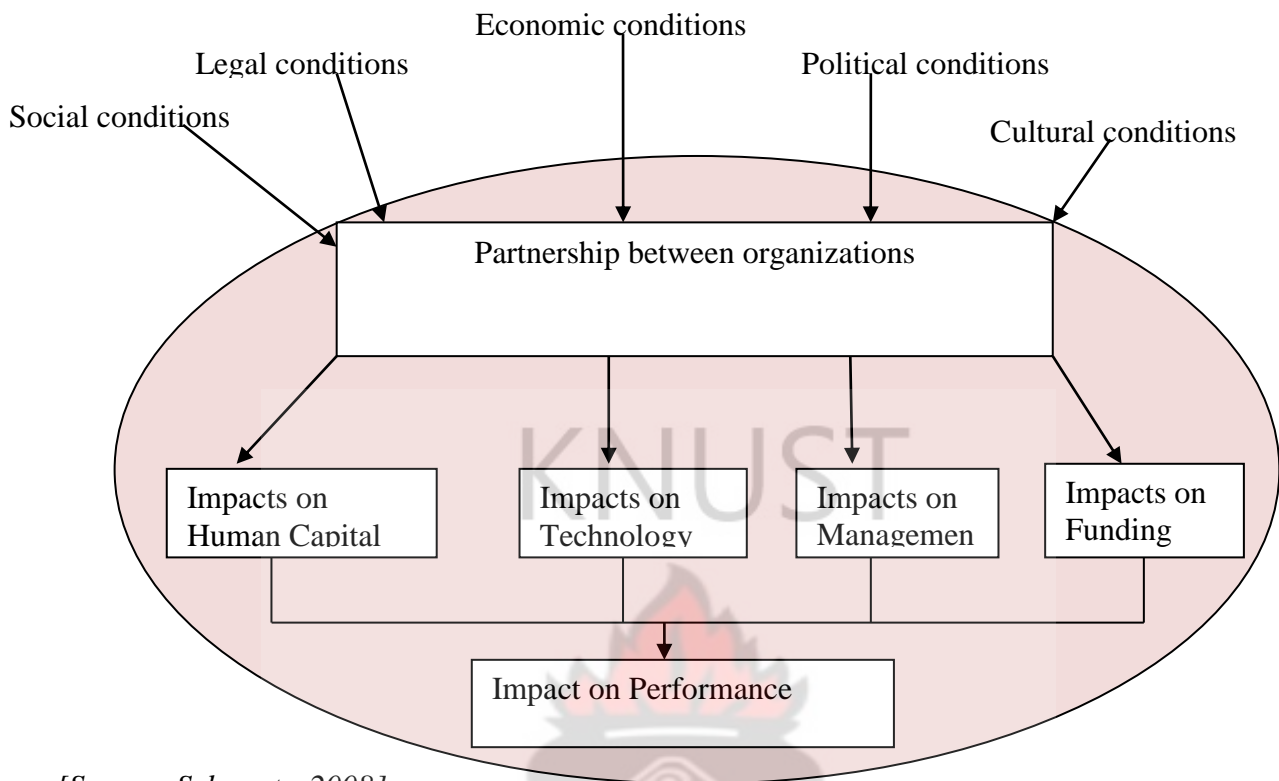 Economic conditions
Legal conditions
Political conditions
Social conditions
Cultural conditions
Partnership between organizations
KNUST
Impacts on
Human Capital
Impacts on
Technology
Impacts on
Managemen
Impacts on
Funding
Impact on Performance
2008]